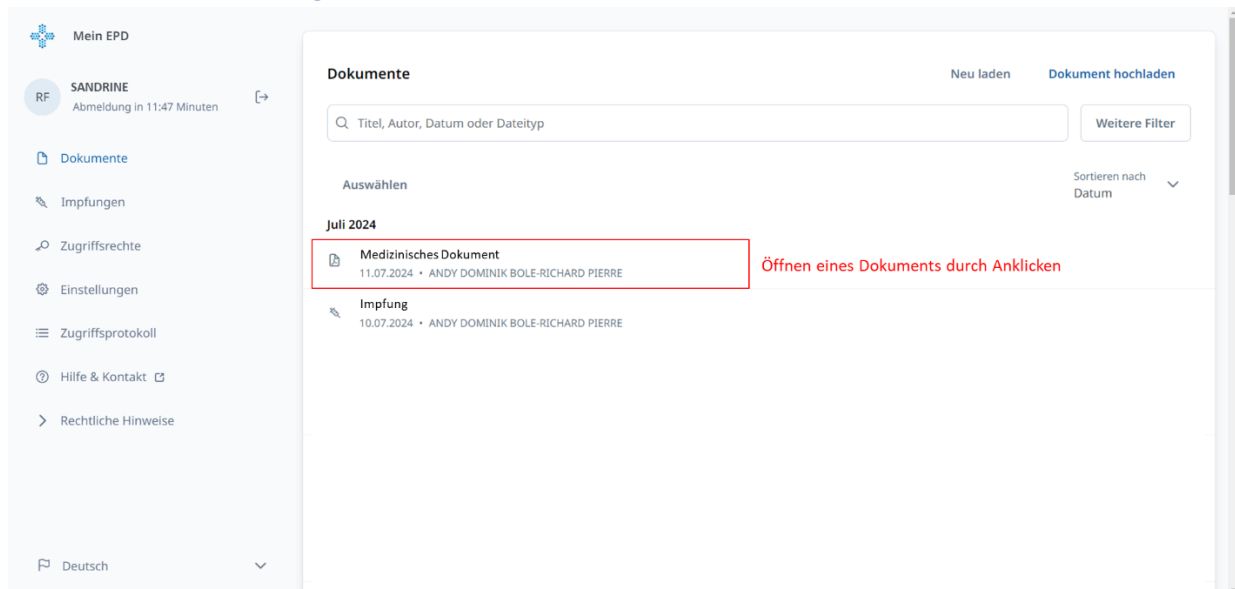 Mein EPD
RF
SANDRINE
Abmeldung in 11:47 Minuten
Dokumente
Impfungen
Zugriffsrechte
Einstellungen
Zugriffsprotokoll
Hilfe & Kontakt
Rechtliche Hinweise
Deutsch
Dokumente
Neu laden
Dokument hochladen
Titel, Autor, Datum oder Dateityp
Weitere Filter
Auswählen
Sortieren nach
Datum
Juli 2024
Medizinisches Dokument
11.07.2024 • ANDY DOMINIK BOLE-RICHARD PIERRE
Öffnen eines Dokuments durch Anklicken
Impfung
10.07.2024 • ANDY DOMINIK BOLE-RICHARD PIERRE